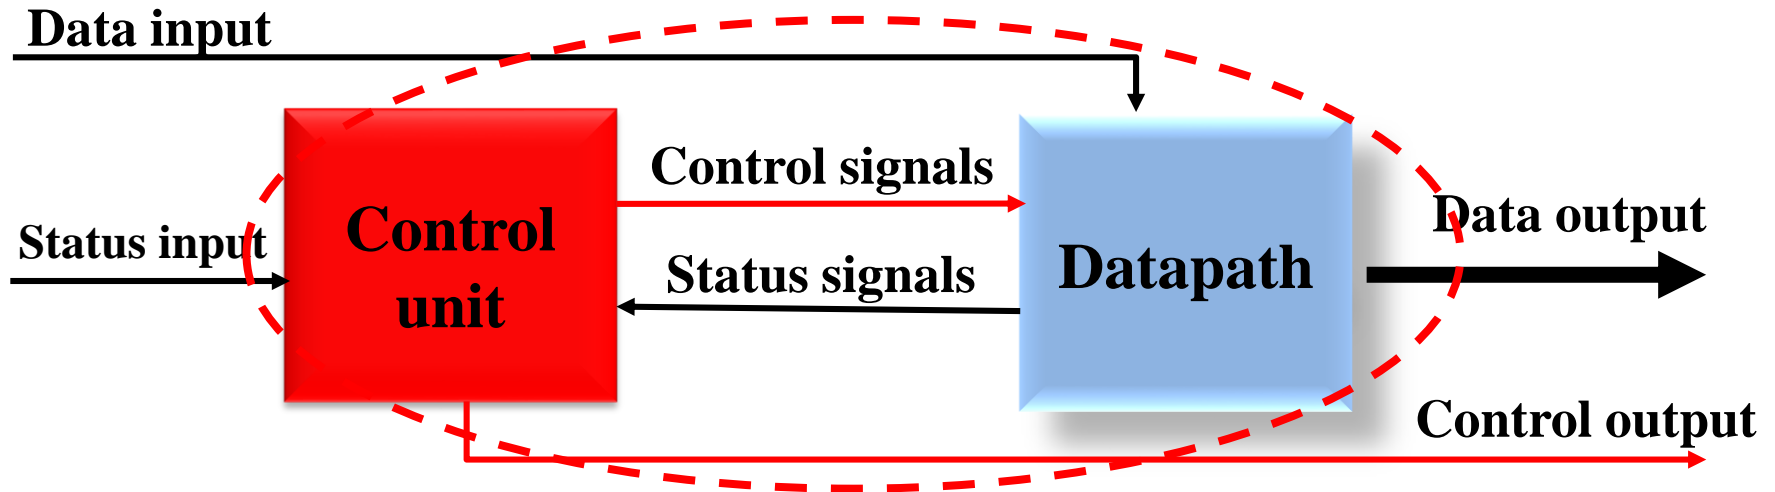 Data input
Control signals
Status input
Control
unit
Status signals
Datapath
Data output
Control output